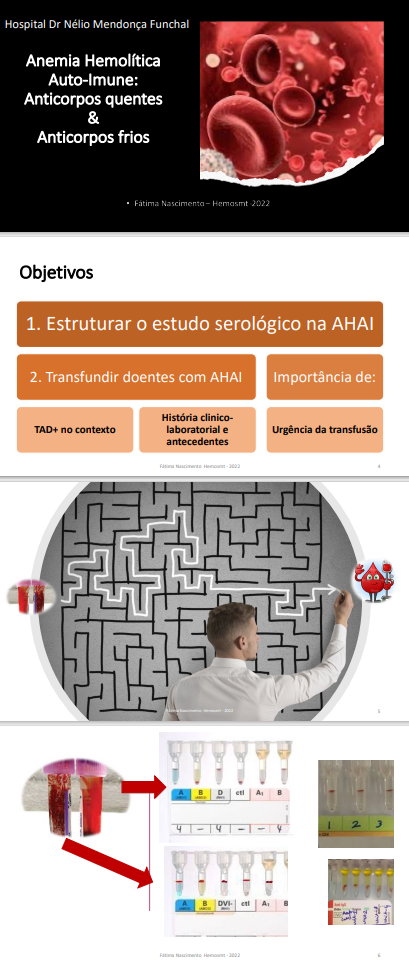 Hospital Dr Nélio Mendonça Funchal
Anemia Hemolítica
Auto-Imune:
Anticorpos quentes
&
Anticorpos frios
• Fátima Nascimento – Hemosmt -2022
Objetivos
1. Estruturar o estudo serológico na AHAI
2. Transfundir doentes com AHAI
Importância de:
TAD+ no contexto
História clinico-
laboratorial e
antecedentes
Urgência da transfusão
Fátima Nascimento Hemosmt - 2022
4
Fátima Nascimento Hemosmt - 2022
5
A B D ctl A₁ B
4 – 4 – – 4
1 2 3
A B DVI- ctl A₁ B
Fátima Nascimento Hemosmt - 2022
6